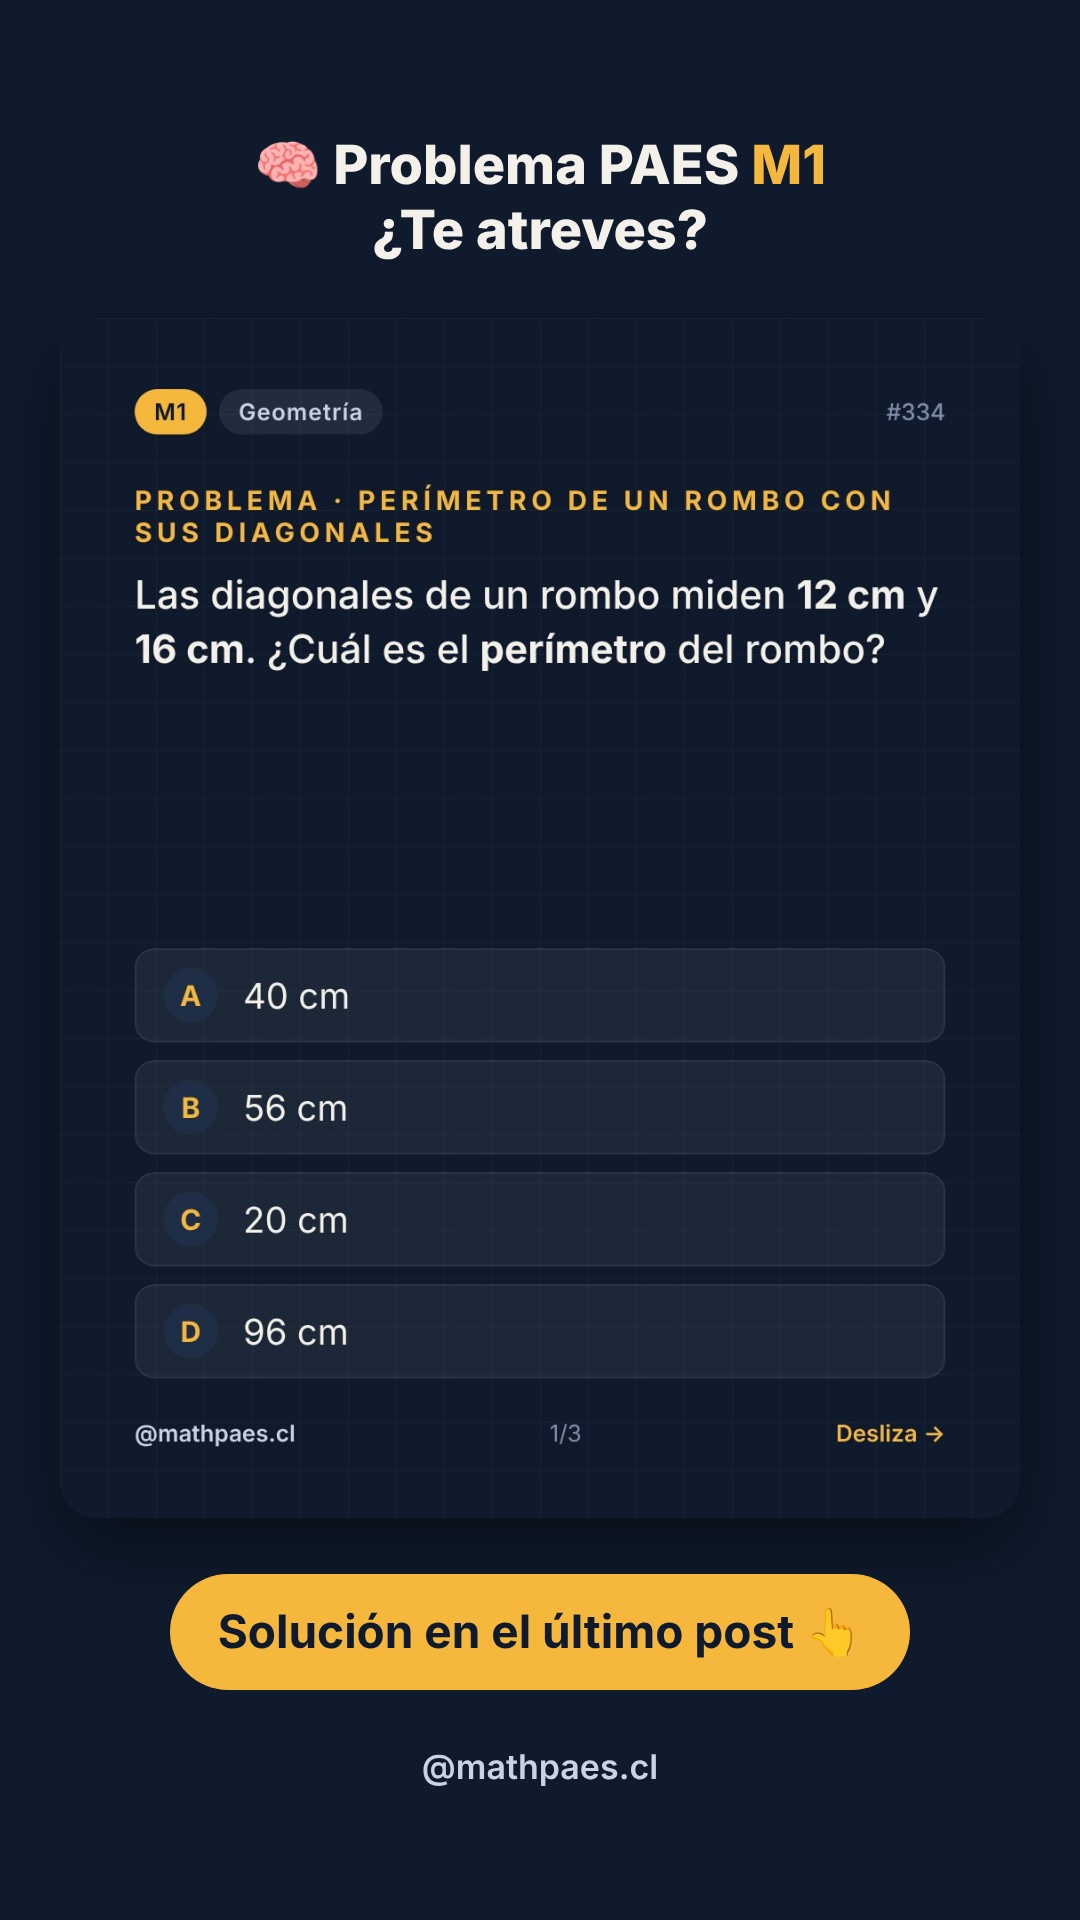 🧠 Problema PAES M1
¿Te atreves?
M1 Geometría #334
PROBLEMA · PERÍMETRO DE UN ROMBO CON
SUS DIAGONALES
Las diagonales de un rombo miden 12 cm y
16 cm. ¿Cuál es el perímetro del rombo?
A 40 cm
B 56 cm
C 20 cm
D 96 cm
@mathpaes.cl 1/3 Desliza →
Solución en el último post 👆
@mathpaes.cl